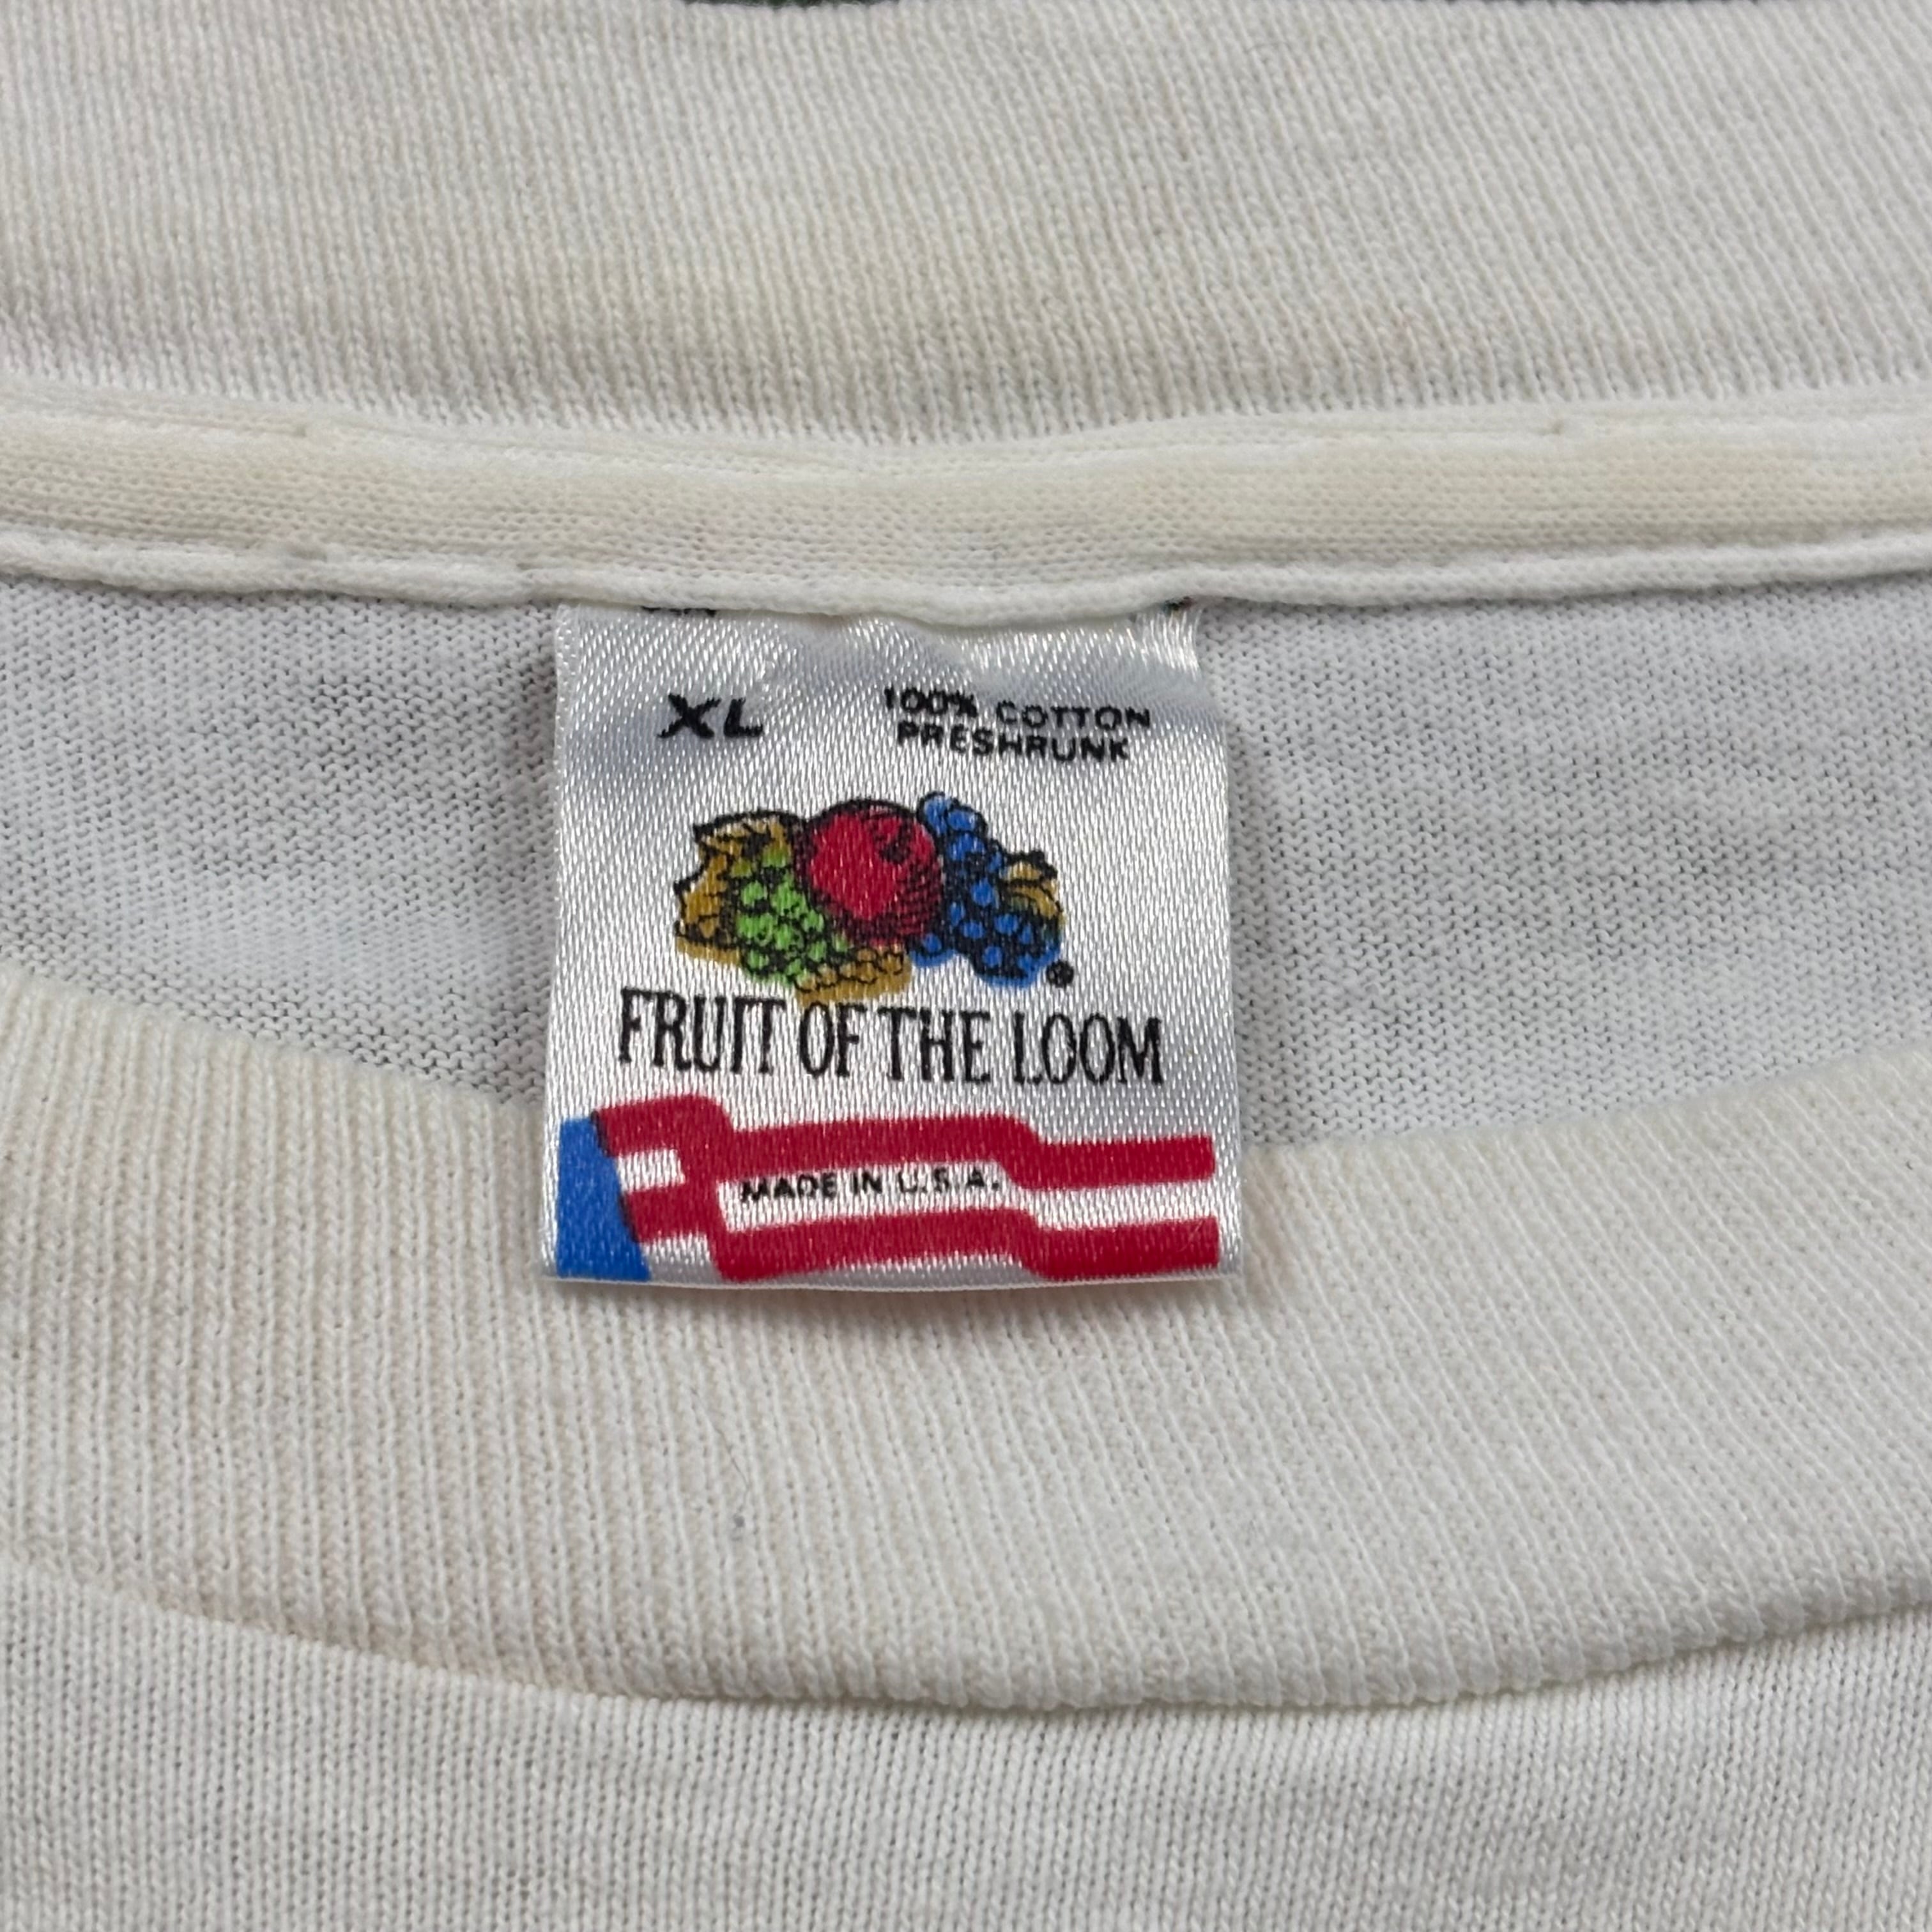 XL
100% COTTON
PRESHRUNK
®
FRUIT OF THE LOOM
MADE IN U.S.A.